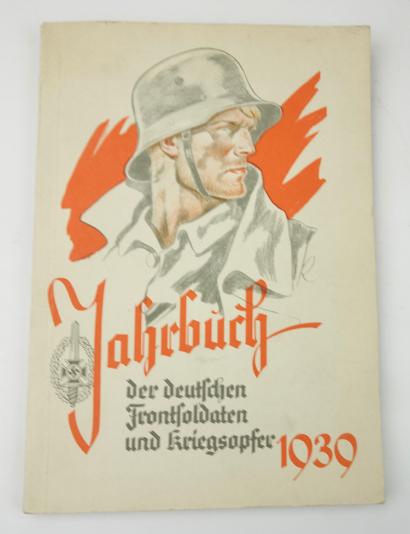 Jahrbuch
der deutschen
Frontsoldaten
und Kriegsopfer
1939